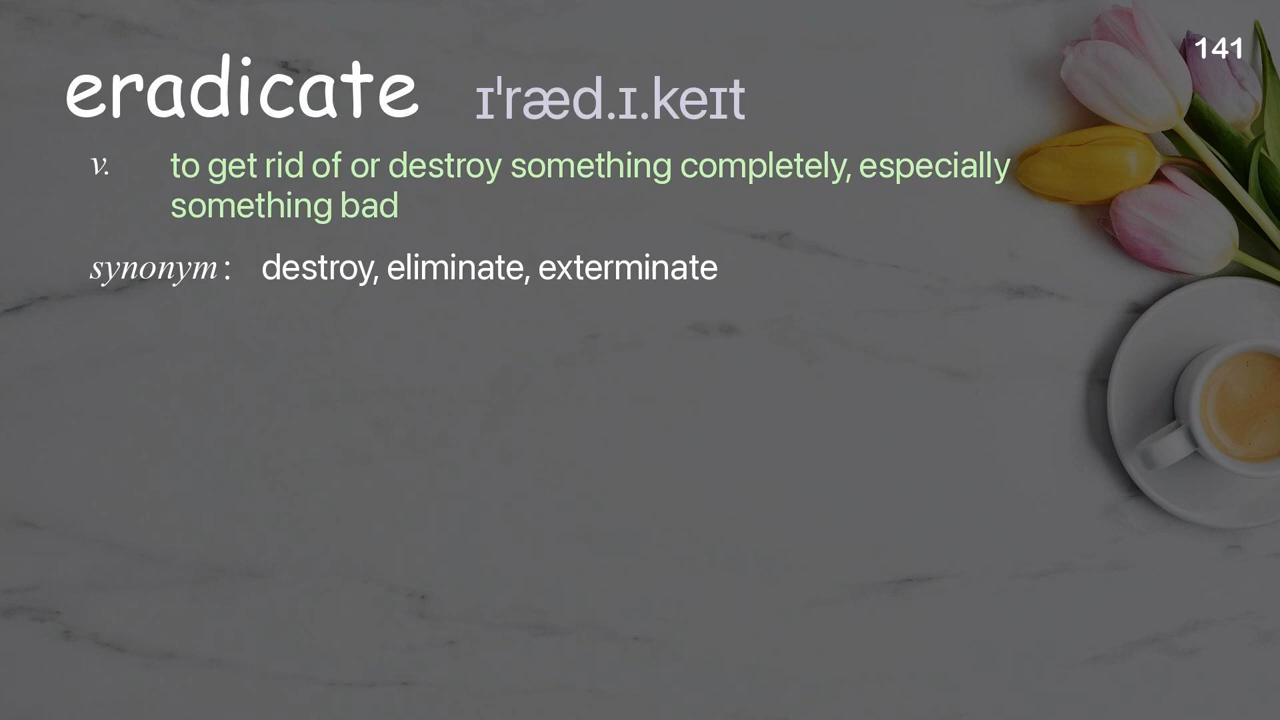 141
eradicate ɪˈræd.ɪ.keɪt
v. to get rid of or destroy something completely, especially
something bad
synonym : destroy, eliminate, exterminate